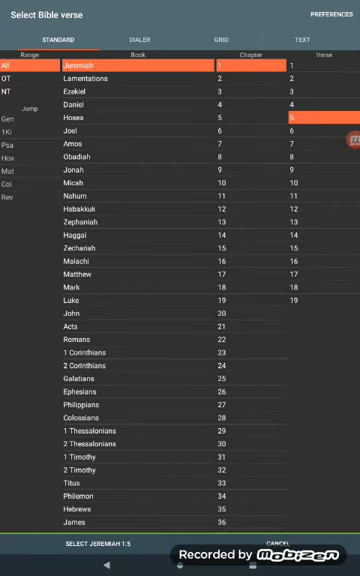 Select Bible verse
PREFERENCES
STANDARD
DIALER
GRID
TEXT
Range
Book
Chapter
Verse
All
Jeremiah
1
1
OT
Lamentations
2
2
NT
Ezekiel
3
3
Daniel
4
4
Jump
Gen
Hosea
5
5
1Ki
Joel
6
6
Psa
Amos
7
7
Hos
Obadiah
8
8
Mat
Jonah
9
9
Col
Micah
10
10
Rev
Nahum
11
11
Habakkuk
12
12
Zephaniah
13
13
Haggai
14
14
Zechariah
15
15
Malachi
16
16
Matthew
17
17
Mark
18
18
Luke
19
19
John
20
Acts
21
Romans
22
1 Corinthians
23
2 Corinthians
24
Galatians
25
Ephesians
26
Philippians
27
Colossians
28
1 Thessalonians
29
2 Thessalonians
30
1 Timothy
31
2 Timothy
32
Titus
33
Philemon
34
Hebrews
35
James
36
SELECT JEREMIAH 1:5
CANCEL
Recorded by mobizen